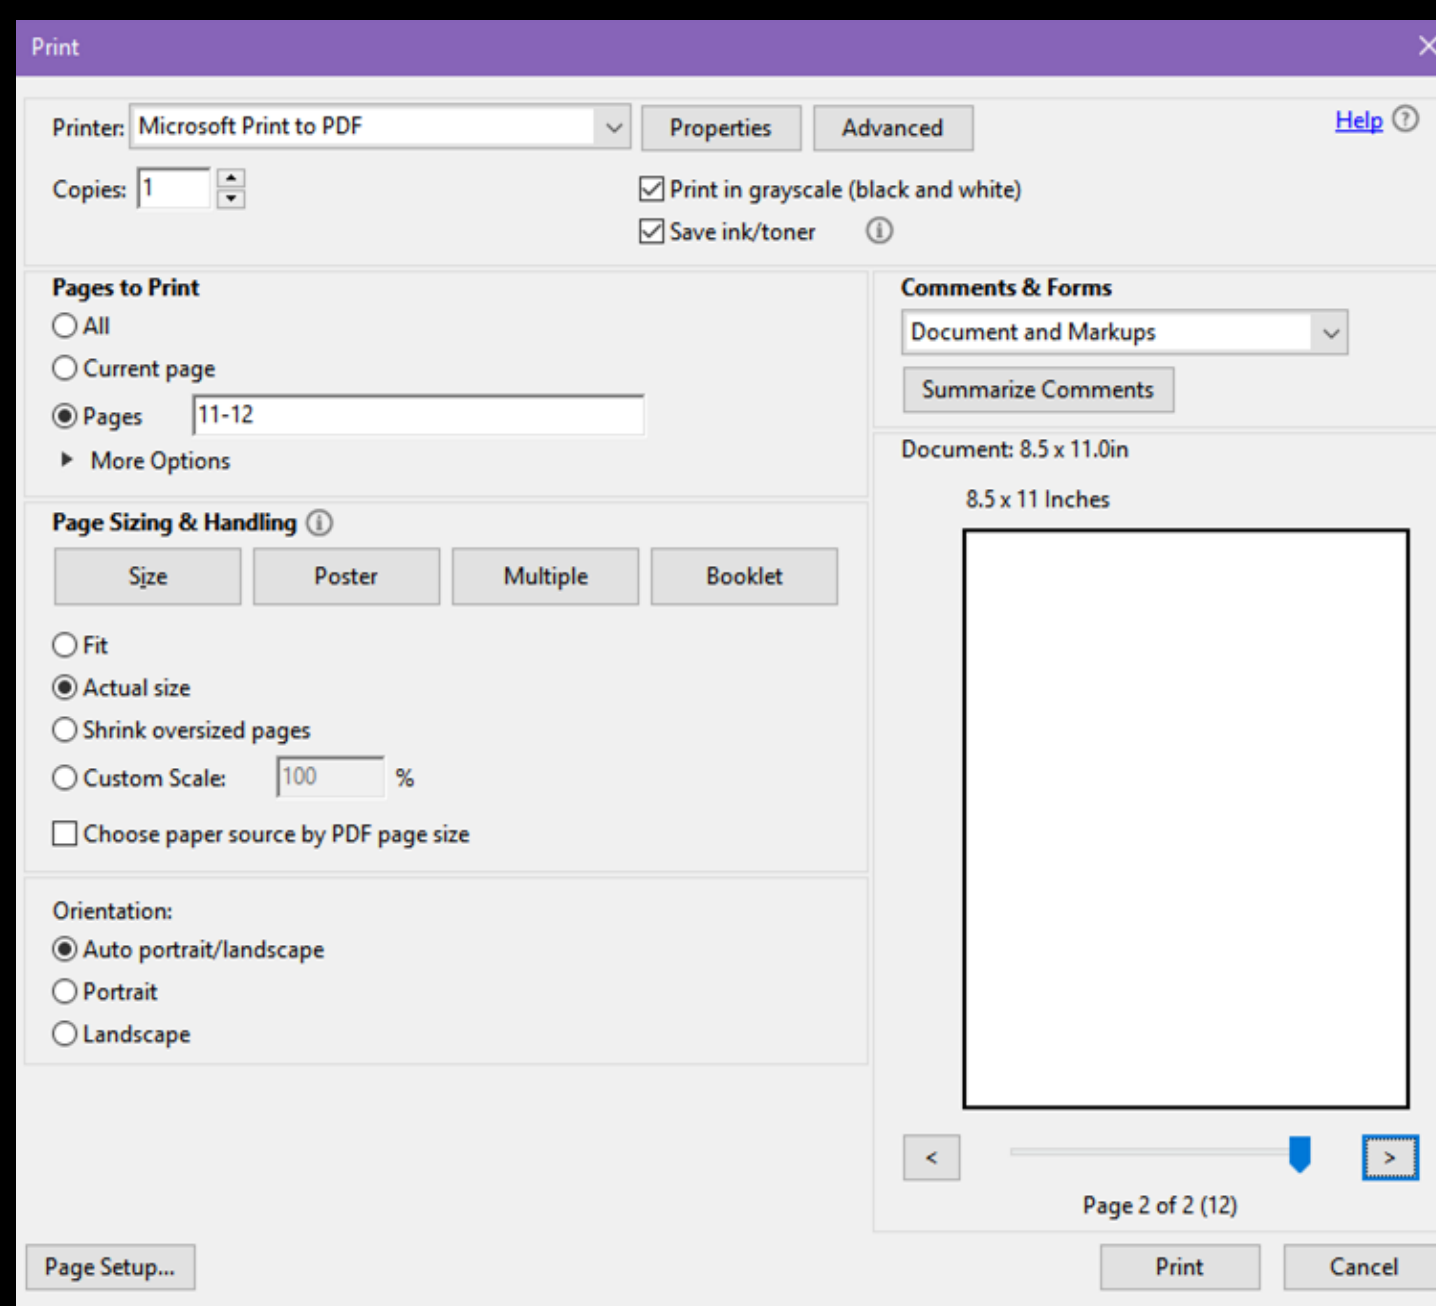 Print
Printer: Microsoft Print to PDF Properties Advanced Help
Copies: 1 Print in grayscale (black and white)
Save ink/toner
Pages to Print
All
Current page
Pages 11-12
More Options
Comments & Forms
Document and Markups
Summarize Comments
Page Sizing & Handling
Size Poster Multiple Booklet
Fit
Actual size
Shrink oversized pages
Custom Scale: 100 %
Choose paper source by PDF page size
Orientation:
Auto portrait/landscape
Portrait
Landscape
Document: 8.5 x 11.0in
8.5 x 11 Inches
< >
Page 2 of 2 (12)
Page Setup... Print Cancel